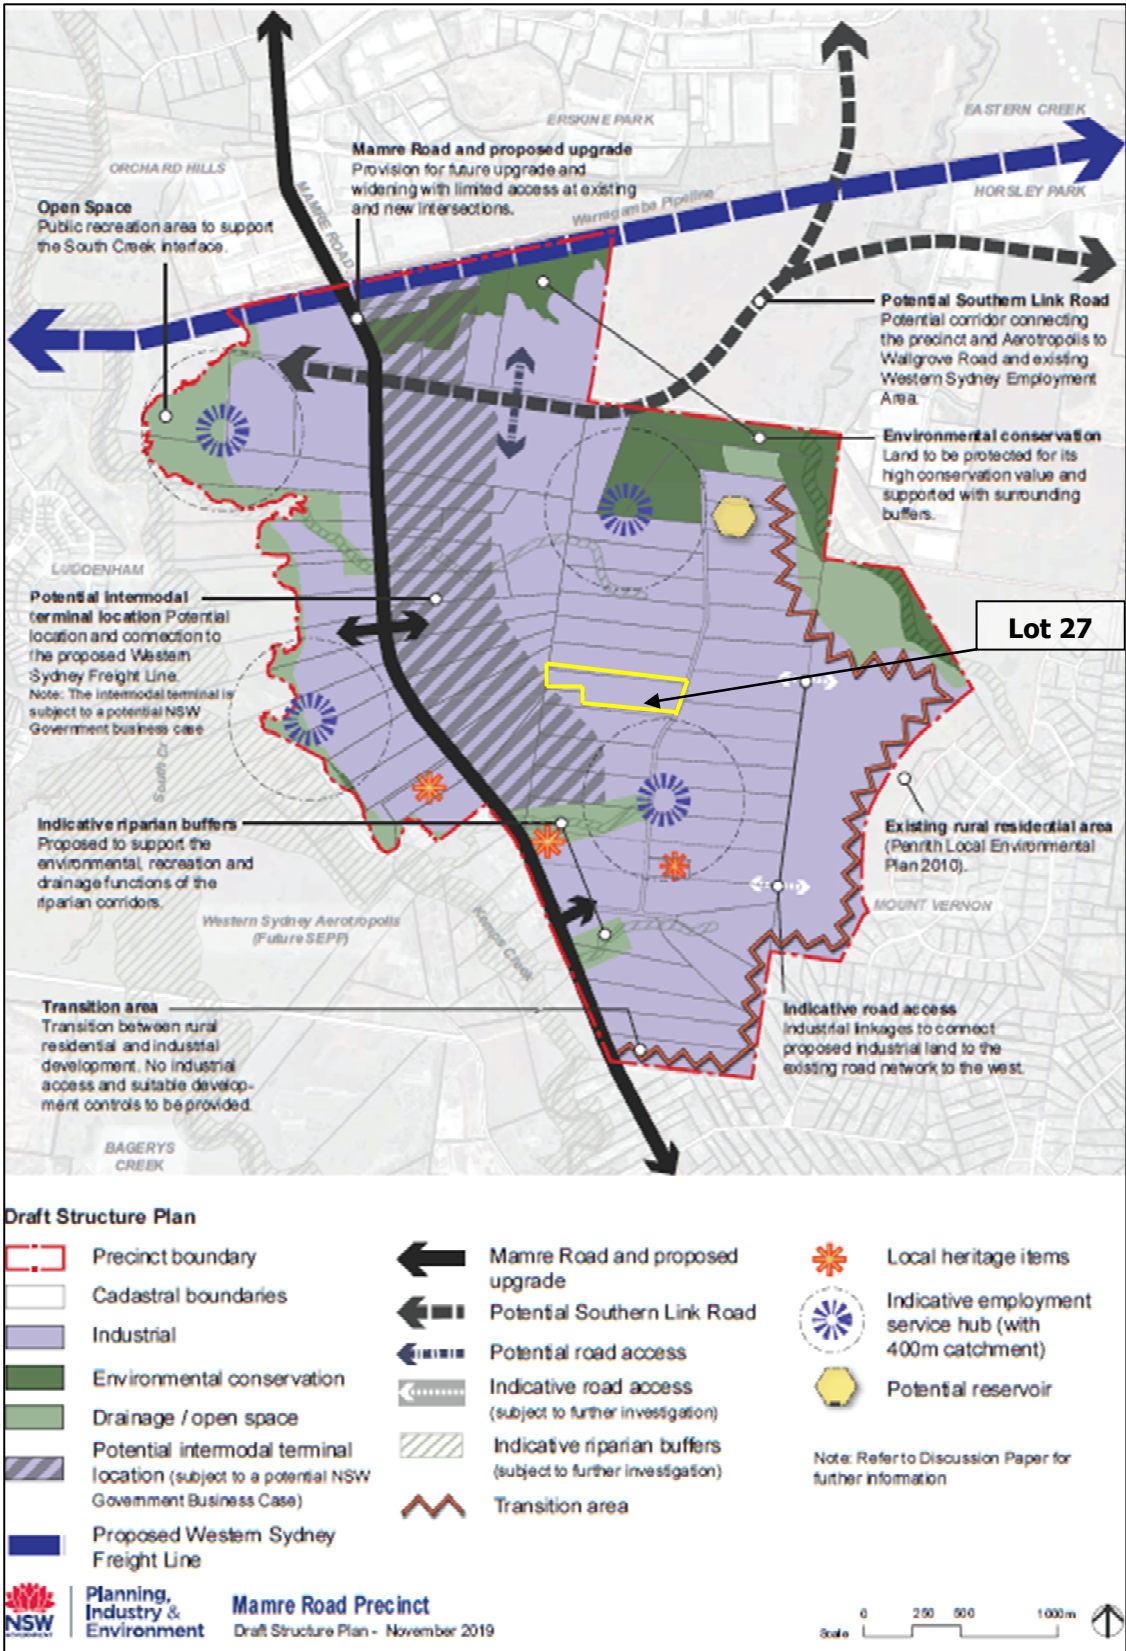 ERSKINE PARK
EASTERN CREEK
ORCHARD HILLS
HORSLEY PARK
Mamre Road and proposed upgrade
Provision for future upgrade and
widening with limited access at existing
and new intersections.
MAMRE ROAD
Warragamba Pipeline
Open Space
Public recreation area to support
the South Creek interface.
Potential Southern Link Road
Potential corridor connecting
the precinct and Aerotropolis to
Wallgrove Road and existing
Western Sydney Employment
Area.
Environmental conservation
Land to be protected for its
high conservation value and
supported with surrounding
buffers.
LUDDENHAM
Potential intermodal
terminal location Potential
location and connection to
the proposed Western
Sydney Freight Line.
Note: The intermodal terminal is
subject to a potential NSW
Government business case
Lot 27
South Cr
Indicative riparian buffers
Proposed to support the
environmental, recreation and
drainage functions of the
riparian corridors.
Existing rural residential area
(Penrith Local Environmental
Plan 2010).
MOUNT VERNON
Western Sydney Aerotropolis
(Future SEPP)
Kemps Creek
Transition area
Transition between rural
residential and industrial
development. No industrial
access and suitable develop-
ment controls to be provided.
Indicative road access
Industrial linkages to connect
proposed industrial land to the
existing road network to the west.
BAGERYS
CREEK
Draft Structure Plan
Precinct boundary
Cadastral boundaries
Industrial
Environmental conservation
Drainage / open space
Potential intermodal terminal
location (subject to a potential NSW
Government Business Case)
Proposed Western Sydney
Freight Line
Mamre Road and proposed
upgrade
Potential Southern Link Road
Potential road access
Indicative road access
(subject to further investigation)
Indicative riparian buffers
(subject to further investigation)
Transition area
Local heritage items
Indicative employment
service hub (with
400m catchment)
Potential reservoir
Note: Refer to Discussion Paper for
further information
NSW
GOVERNMENT
Planning,
Industry &
Environment
Mamre Road Precinct
Draft Structure Plan - November 2019
Scale
0 250 500 1000m